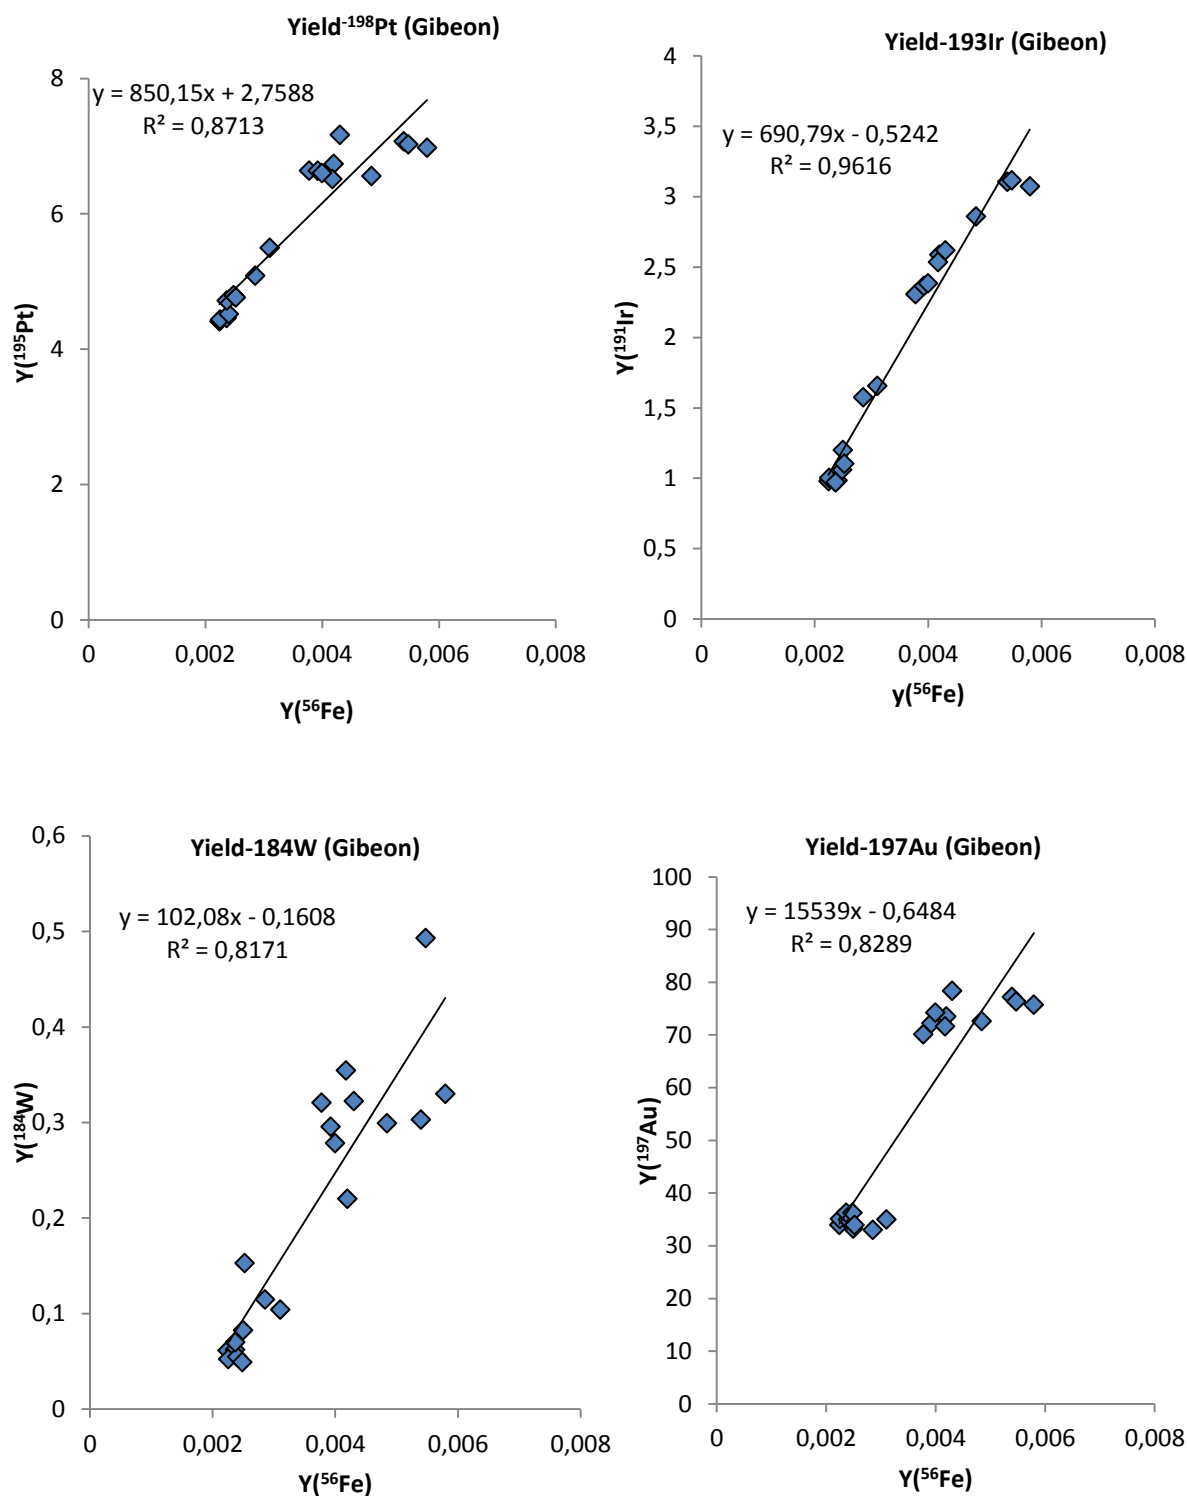 Yield-¹⁹⁸Pt (Gibeon)
y = 850,15x + 2,7588
R² = 0,8713
8
6
4
2
0
Y(¹⁹⁵Pt)
0 0,002 0,004 0,006 0,008
Y(⁵⁶Fe)
Yield-193Ir (Gibeon)
y = 690,79x - 0,5242
R² = 0,9616
4
3,5
3
2,5
2
1,5
1
0,5
0
Y(¹⁹¹Ir)
0 0,002 0,004 0,006 0,008
y(⁵⁶Fe)
Yield-184W (Gibeon)
y = 102,08x - 0,1608
R² = 0,8171
0,6
0,5
0,4
0,3
0,2
0,1
0
Y(¹⁸⁴W)
0 0,002 0,004 0,006 0,008
Y(⁵⁶Fe)
Yield-197Au (Gibeon)
y = 15539x - 0,6484
R² = 0,8289
100
90
80
70
60
50
40
30
20
10
0
Y(¹⁹⁷Au)
0 0,002 0,004 0,006 0,008
Y(⁵⁶Fe)